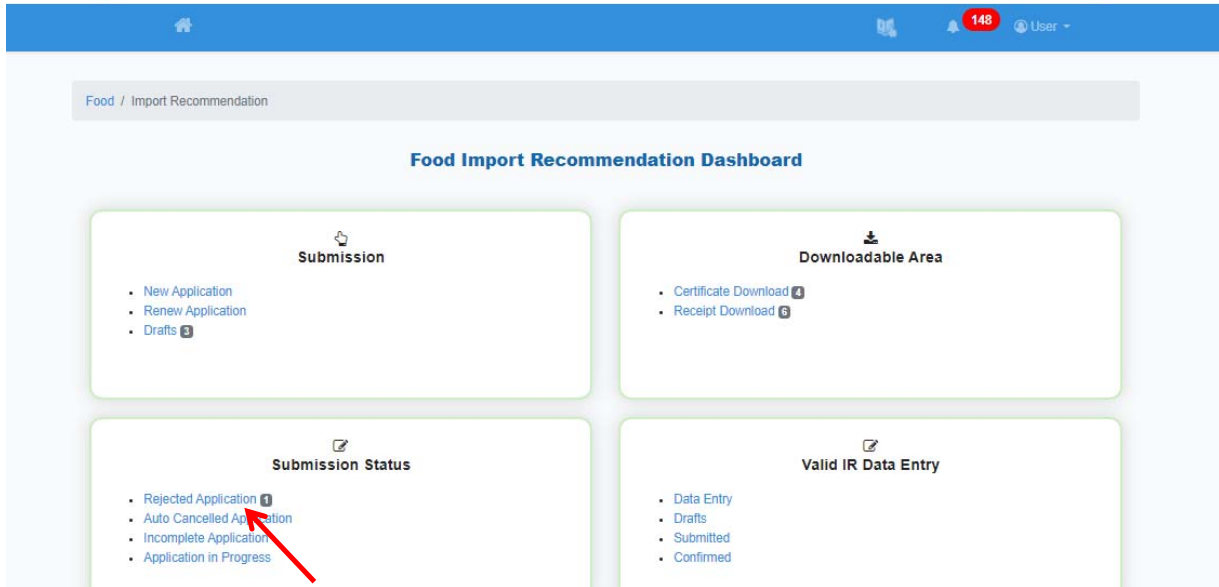 148
User
Food / Import Recommendation
Food Import Recommendation Dashboard
Submission
New Application
Renew Application
Drafts 3
Downloadable Area
Certificate Download 4
Receipt Download 6
Submission Status
Rejected Application 1
Auto Cancelled Application
Incomplete Application
Application in Progress
Valid IR Data Entry
Data Entry
Drafts
Submitted
Confirmed